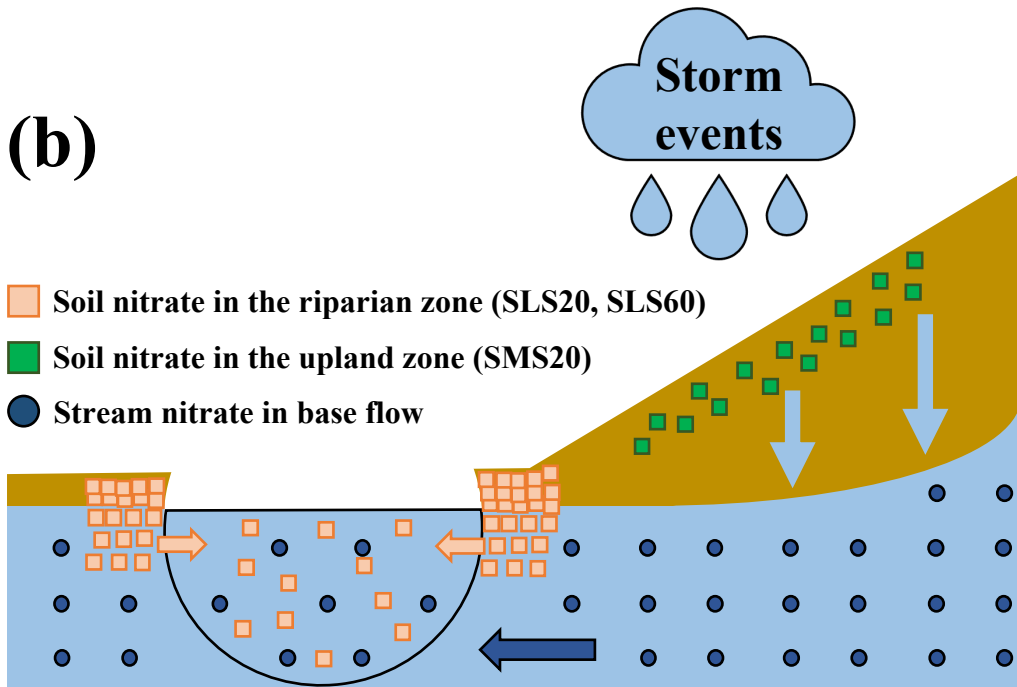 Storm
events
(b)
Soil nitrate in the riparian zone (SLS20, SLS60)
Soil nitrate in the upland zone (SMS20)
Stream nitrate in base flow